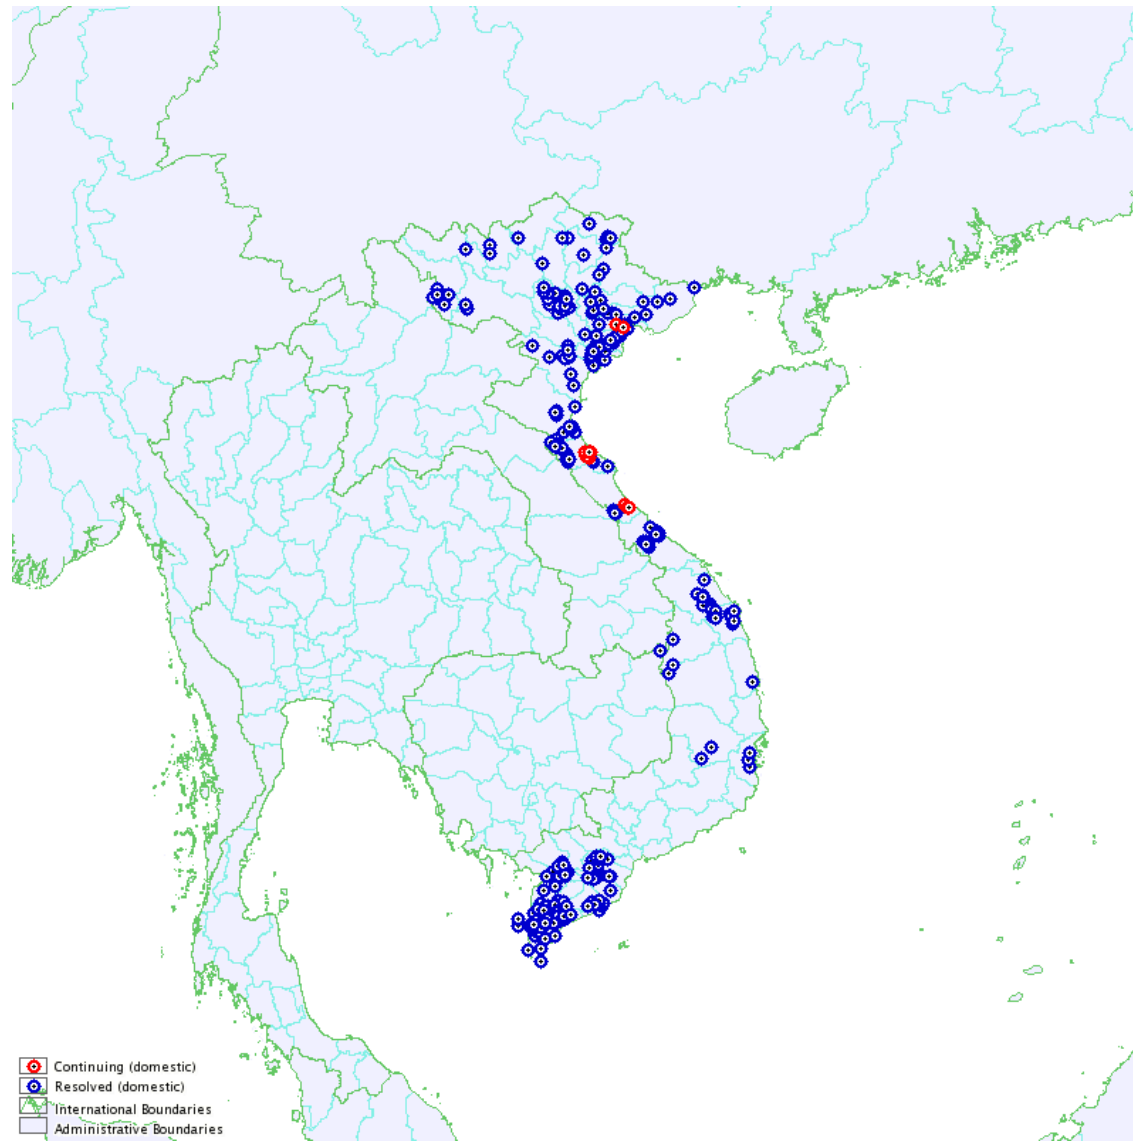 Continuing (domestic)
Resolved (domestic)
International Boundaries
Administrative Boundaries